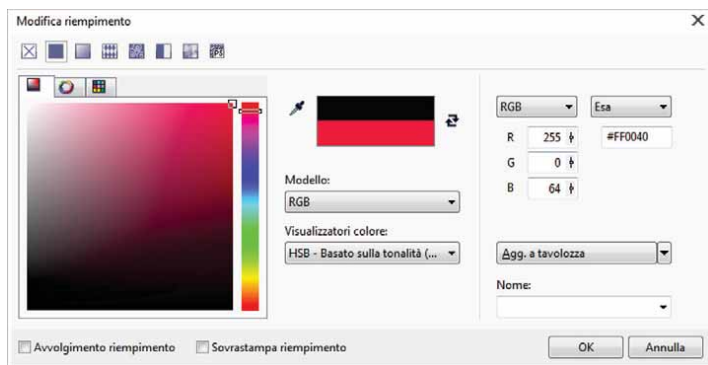 Modifica riempimento
RGB
Esa
R 255 #FF0040
G 0
B 64
Modello:
RGB
Visualizzatori colore:
HSB - Basato sulla tonalità (...
Agg. a tavolozza
Nome:
Avvolgimento riempimento
Sovrastampa riempimento
OK
Annulla